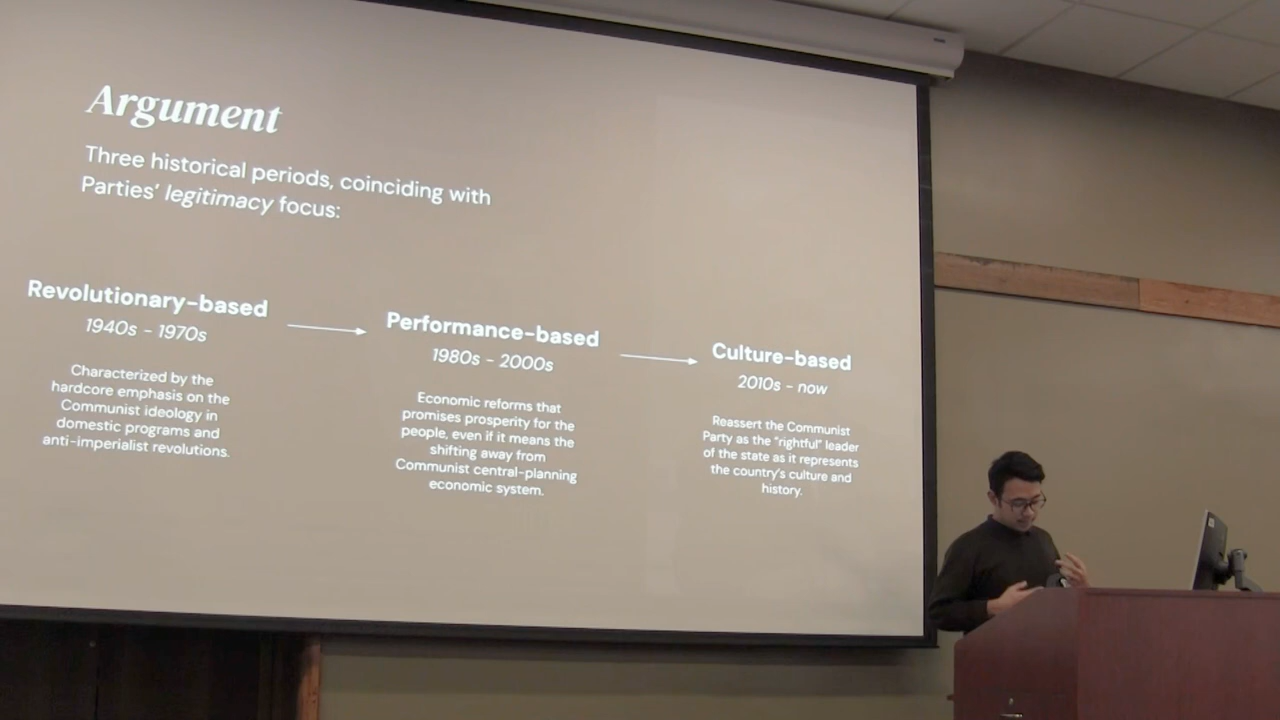 Argument
Three historical periods, coinciding with
Parties’ legitimacy focus:
Revolutionary-based
1940s - 1970s
Characterized by the
hardcore emphasis on the
Communist ideology in
domestic programs and
anti-imperialist revolutions.
Performance-based
1980s - 2000s
Economic reforms that
promises prosperity for the
people, even if it means the
shifting away from
Communist central-planning
economic system.
Culture-based
2010s - now
Reassert the Communist
Party as the “rightful” leader
of the state as it represents
the country’s culture and
history.